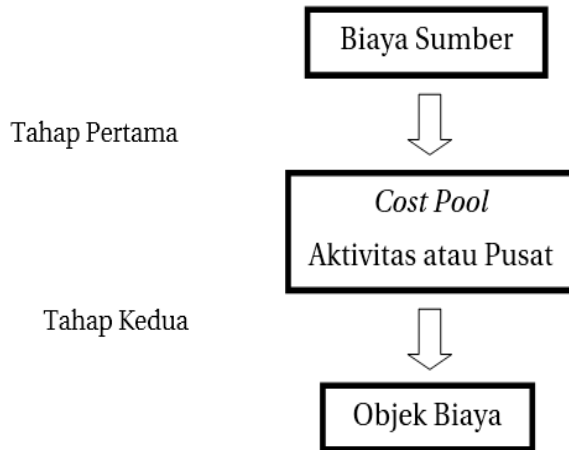 Biaya Sumber
Tahap Pertama
Cost Pool
Aktivitas atau Pusat
Tahap Kedua
Objek Biaya